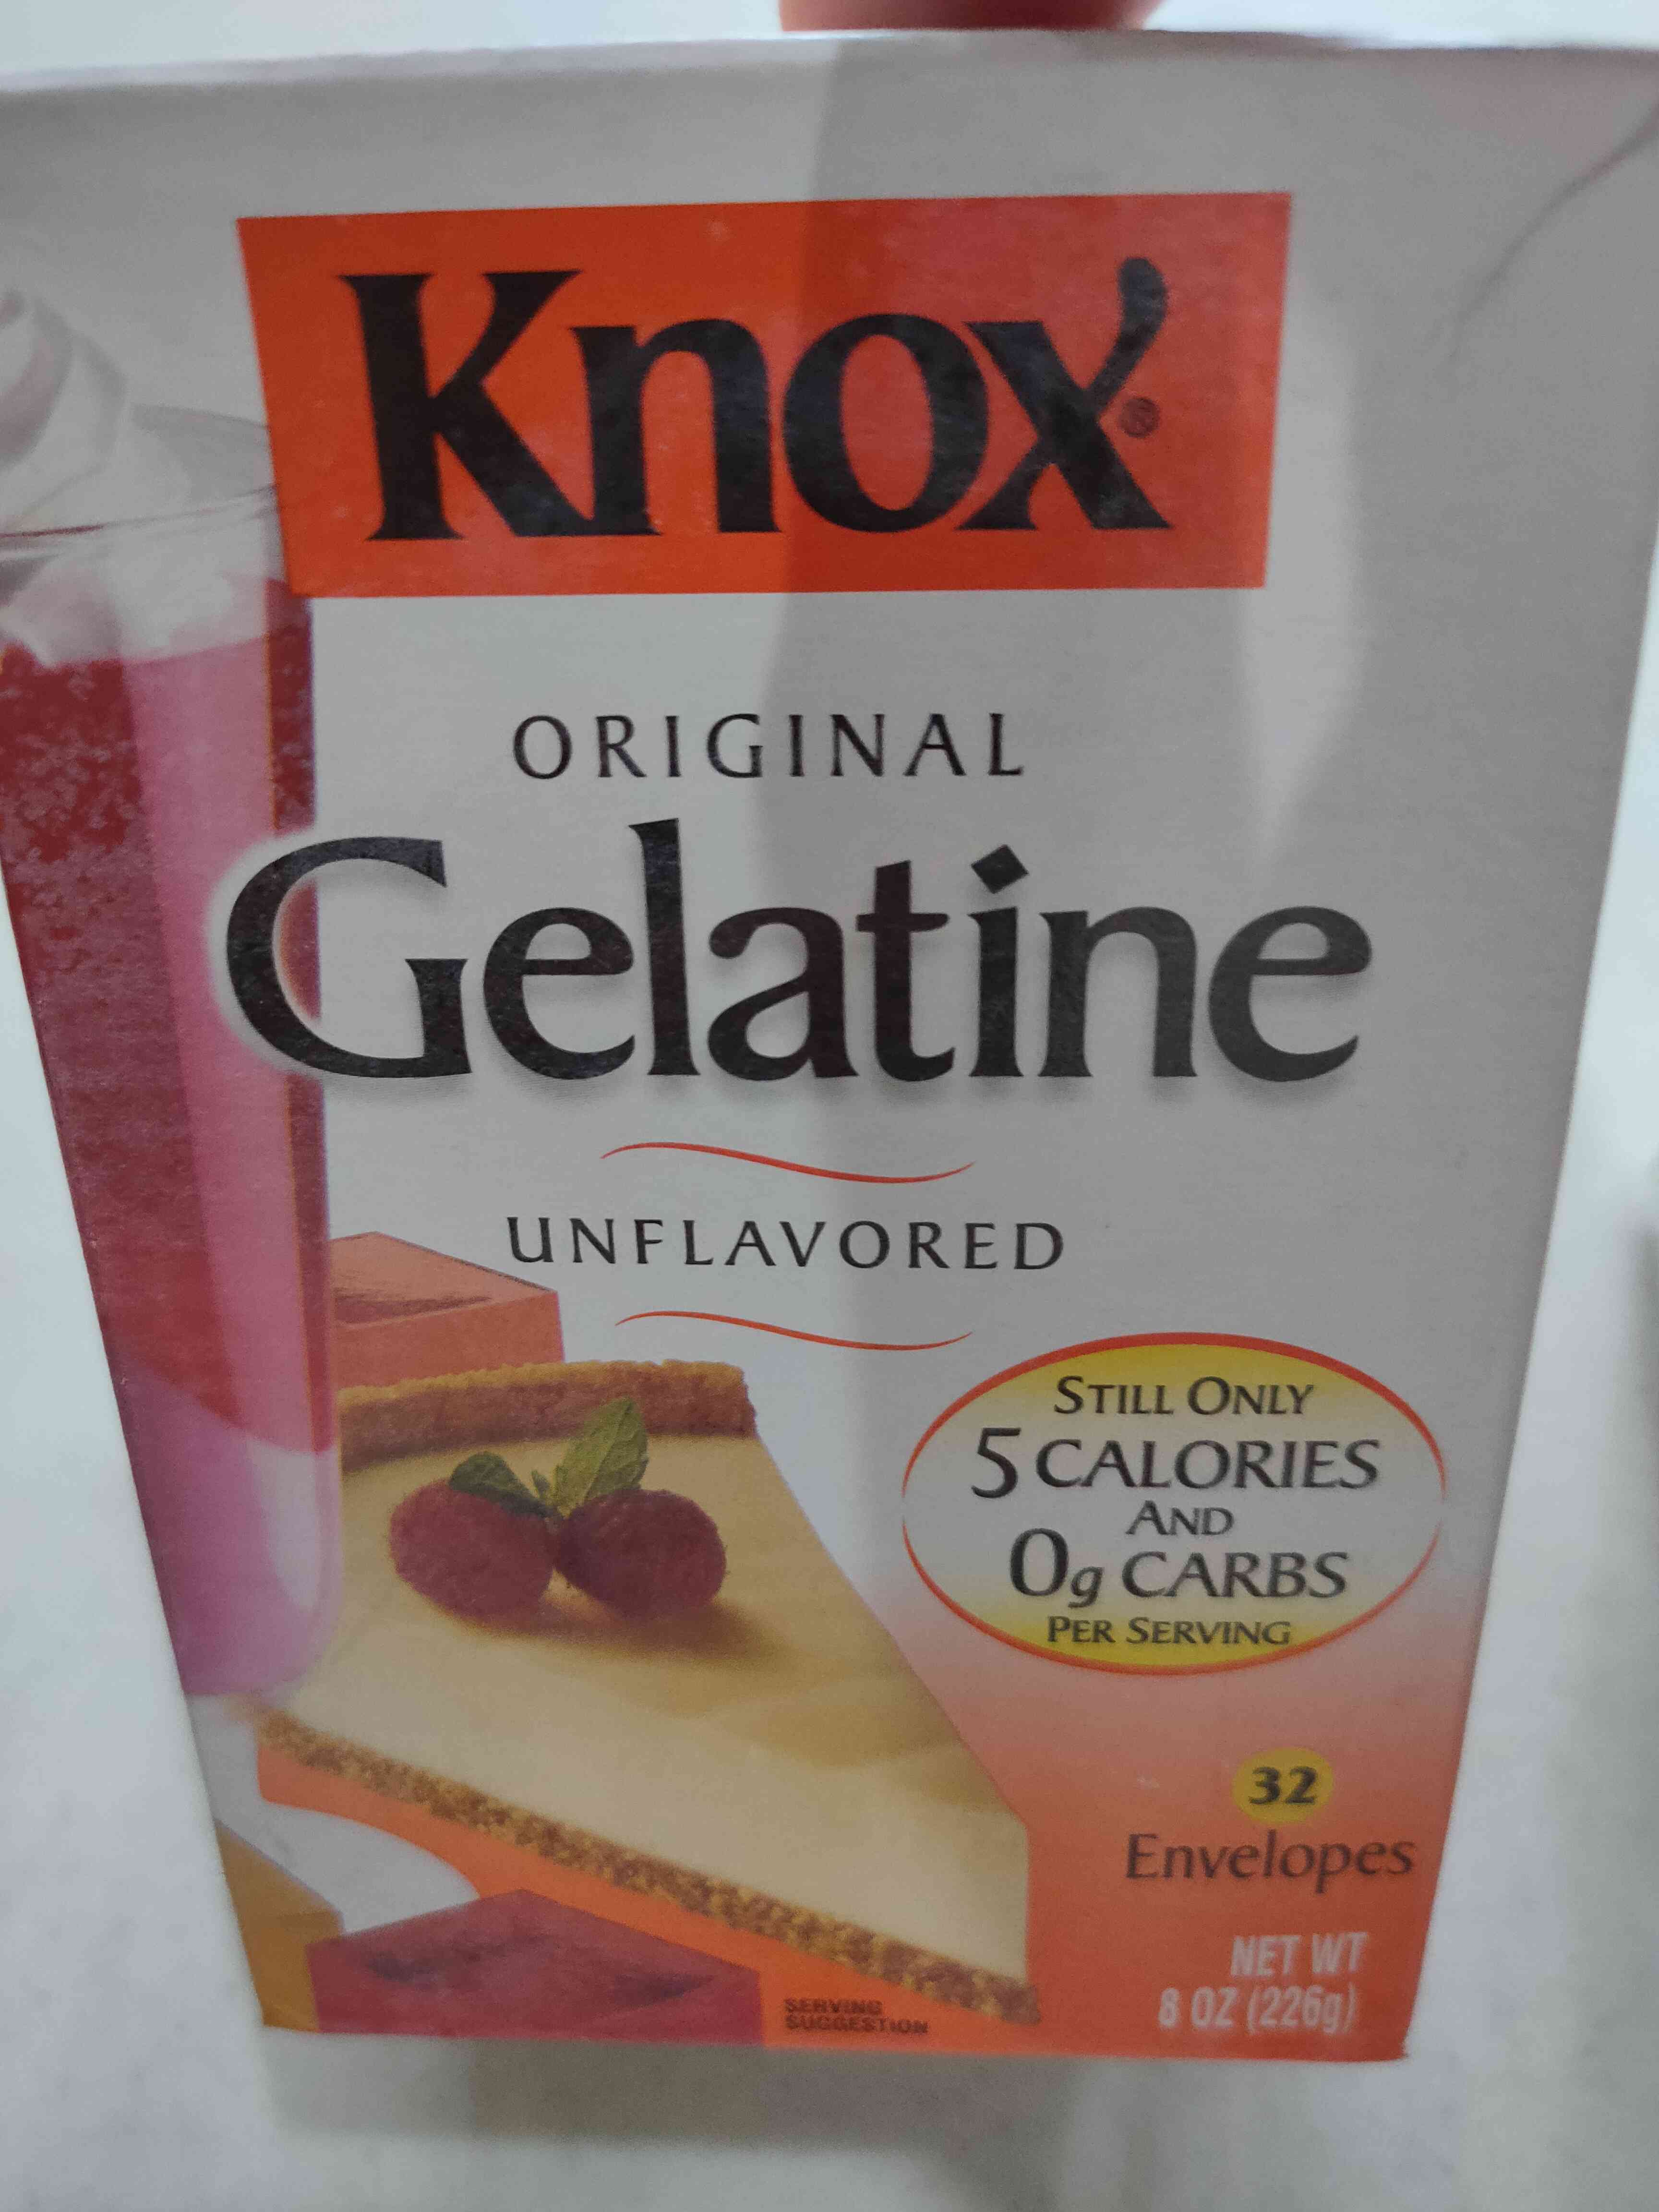 Knox®
ORIGINAL
Gelatine
UNFLAVORED
STILL ONLY
5 CALORIES
AND
0g CARBS
PER SERVING
32
Envelopes
NET WT
8 OZ (226g)
SERVING
SUGGESTION